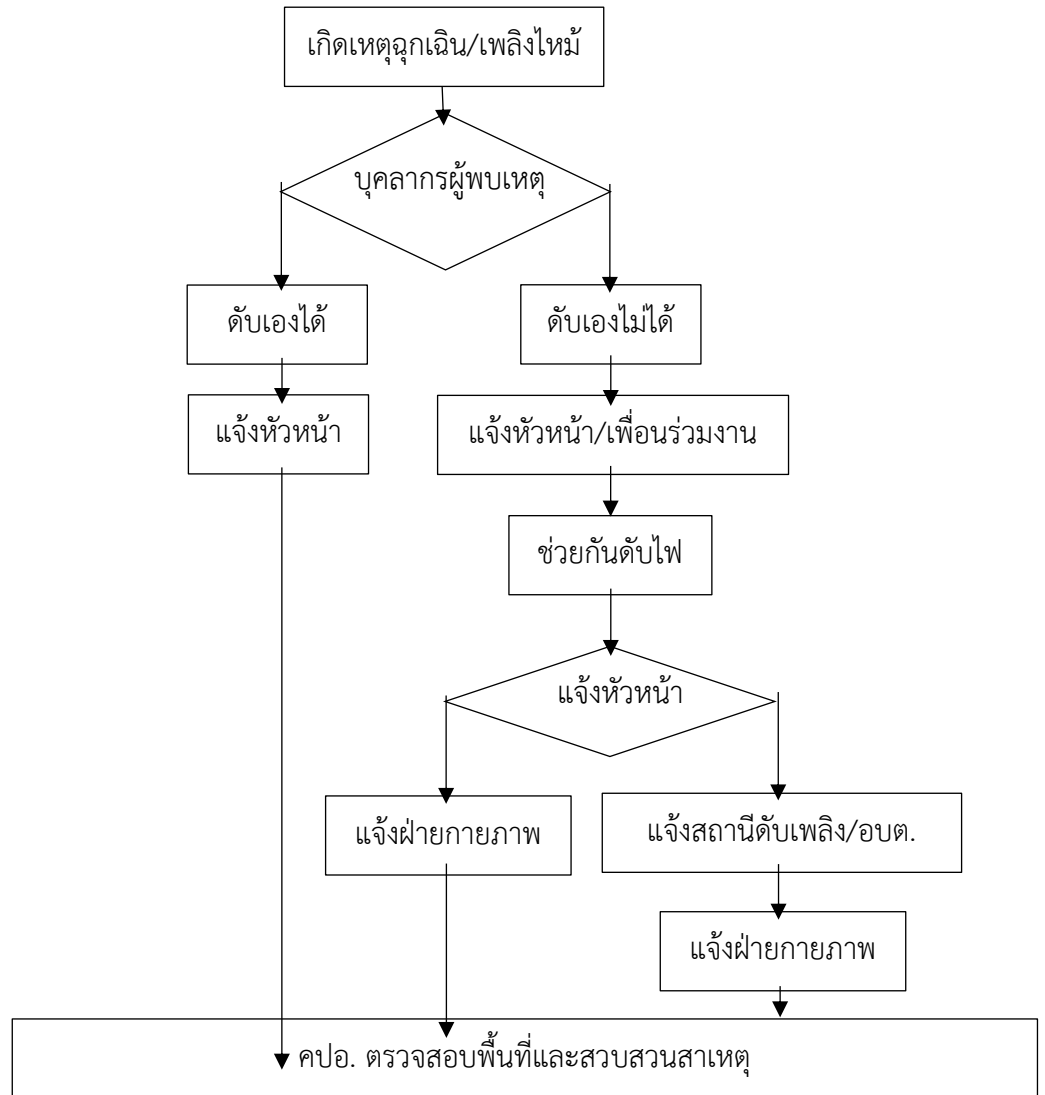 เกิดเหตุฉุกเฉิน/เพลิงไหม้
บุคลากรผู้พบเหตุ
ดับเองได้
ดับเองไม่ได้
แจ้งหัวหน้า
แจ้งหัวหน้า/เพื่อนร่วมงาน
ช่วยกันดับไฟ
แจ้งหัวหน้า
แจ้งฝ่ายกายภาพ
แจ้งสถานีดับเพลิง/อบต.
แจ้งฝ่ายกายภาพ
คปอ. ตรวจสอบพื้นที่และสวบสวนสาเหตุ